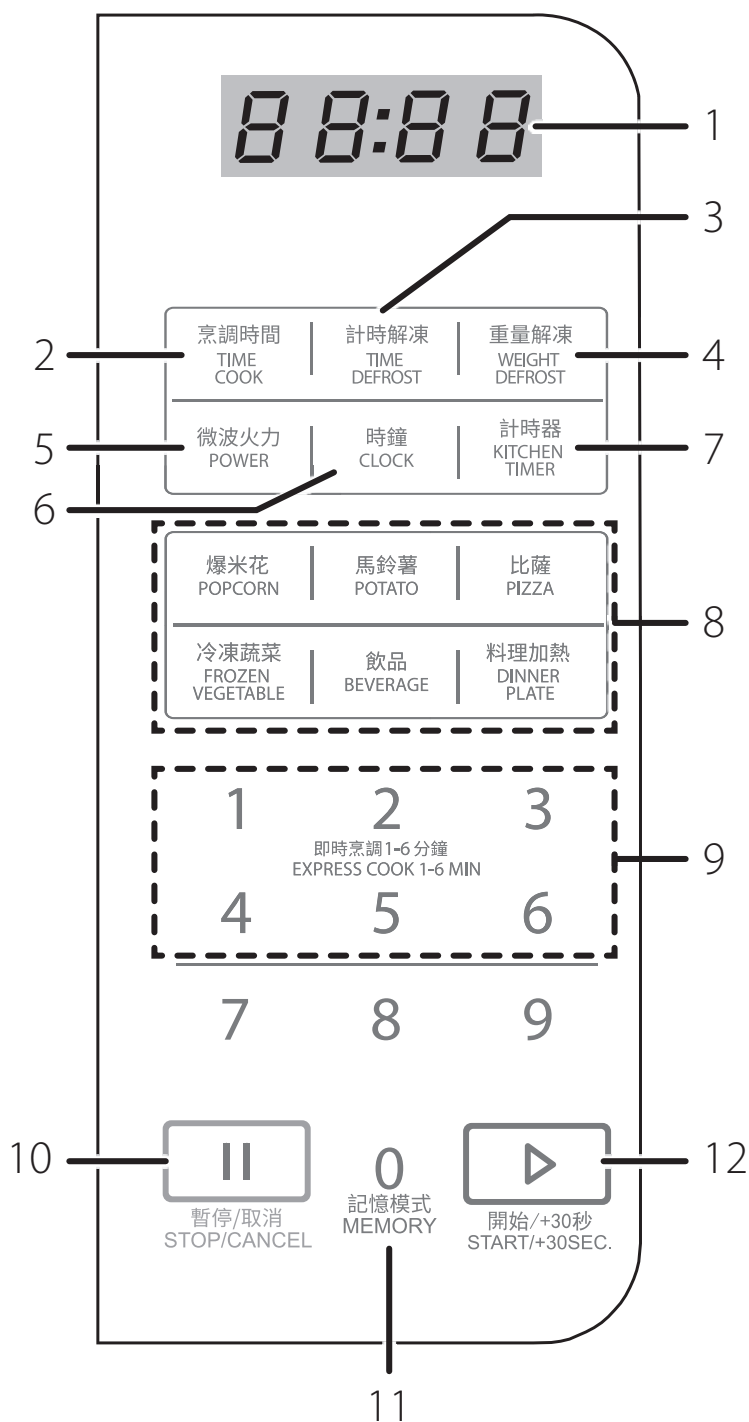 88:88
1
3
烹調時間 計時解凍 重量解凍
2 TIME TIME WEIGHT 4
COOK DEFROST DEFROST
微波火力 時鐘 計時器
5 POWER CLOCK KITCHEN 7
TIMER
6
爆米花 馬鈴薯 比薩
POPCORN POTATO PIZZA
8
冷凍蔬菜 飲品 料理加熱
FROZEN BEVERAGE DINNER
VEGETABLE PLATE
1 2 3
即時烹調1-6分鐘
EXPRESS COOK 1-6 MIN
9
4 5 6
7 8 9
10 0 12
暫停/取消 記憶模式 開始/+30秒
STOP/CANCEL MEMORY START/+30SEC.
11